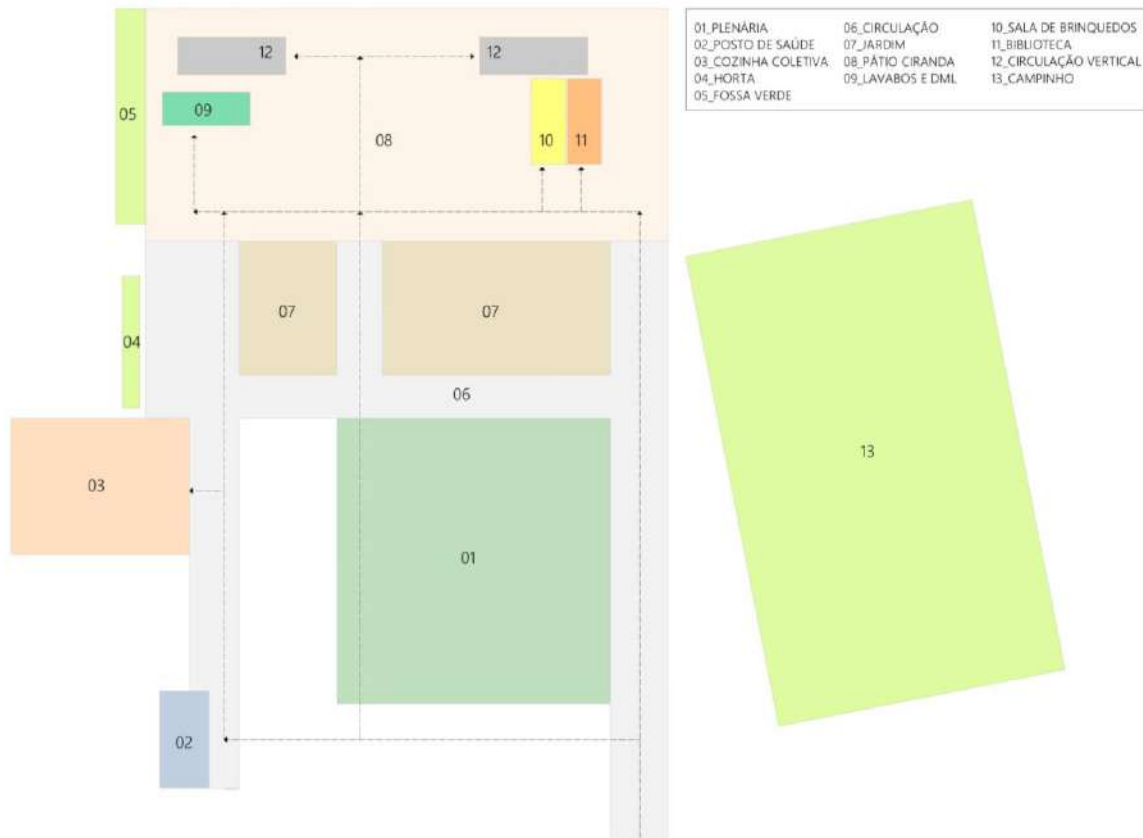 01_PLENÁRIA
02_POSTO DE SAÚDE
03_COZINHA COLETIVA
04_HORTA
05_FOSSA VERDE
06_CIRCULAÇÃO
07_JARDIM
08_PÁTIO CIRANDA
09_LAVABOS E DML
10_SALA DE BRINQUEDOS
11_BIBLIOTECA
12_CIRCULAÇÃO VERTICAL
13_CAMPINHO
12
12
05
09
08
10
11
07
07
04
06
03
13
01
02